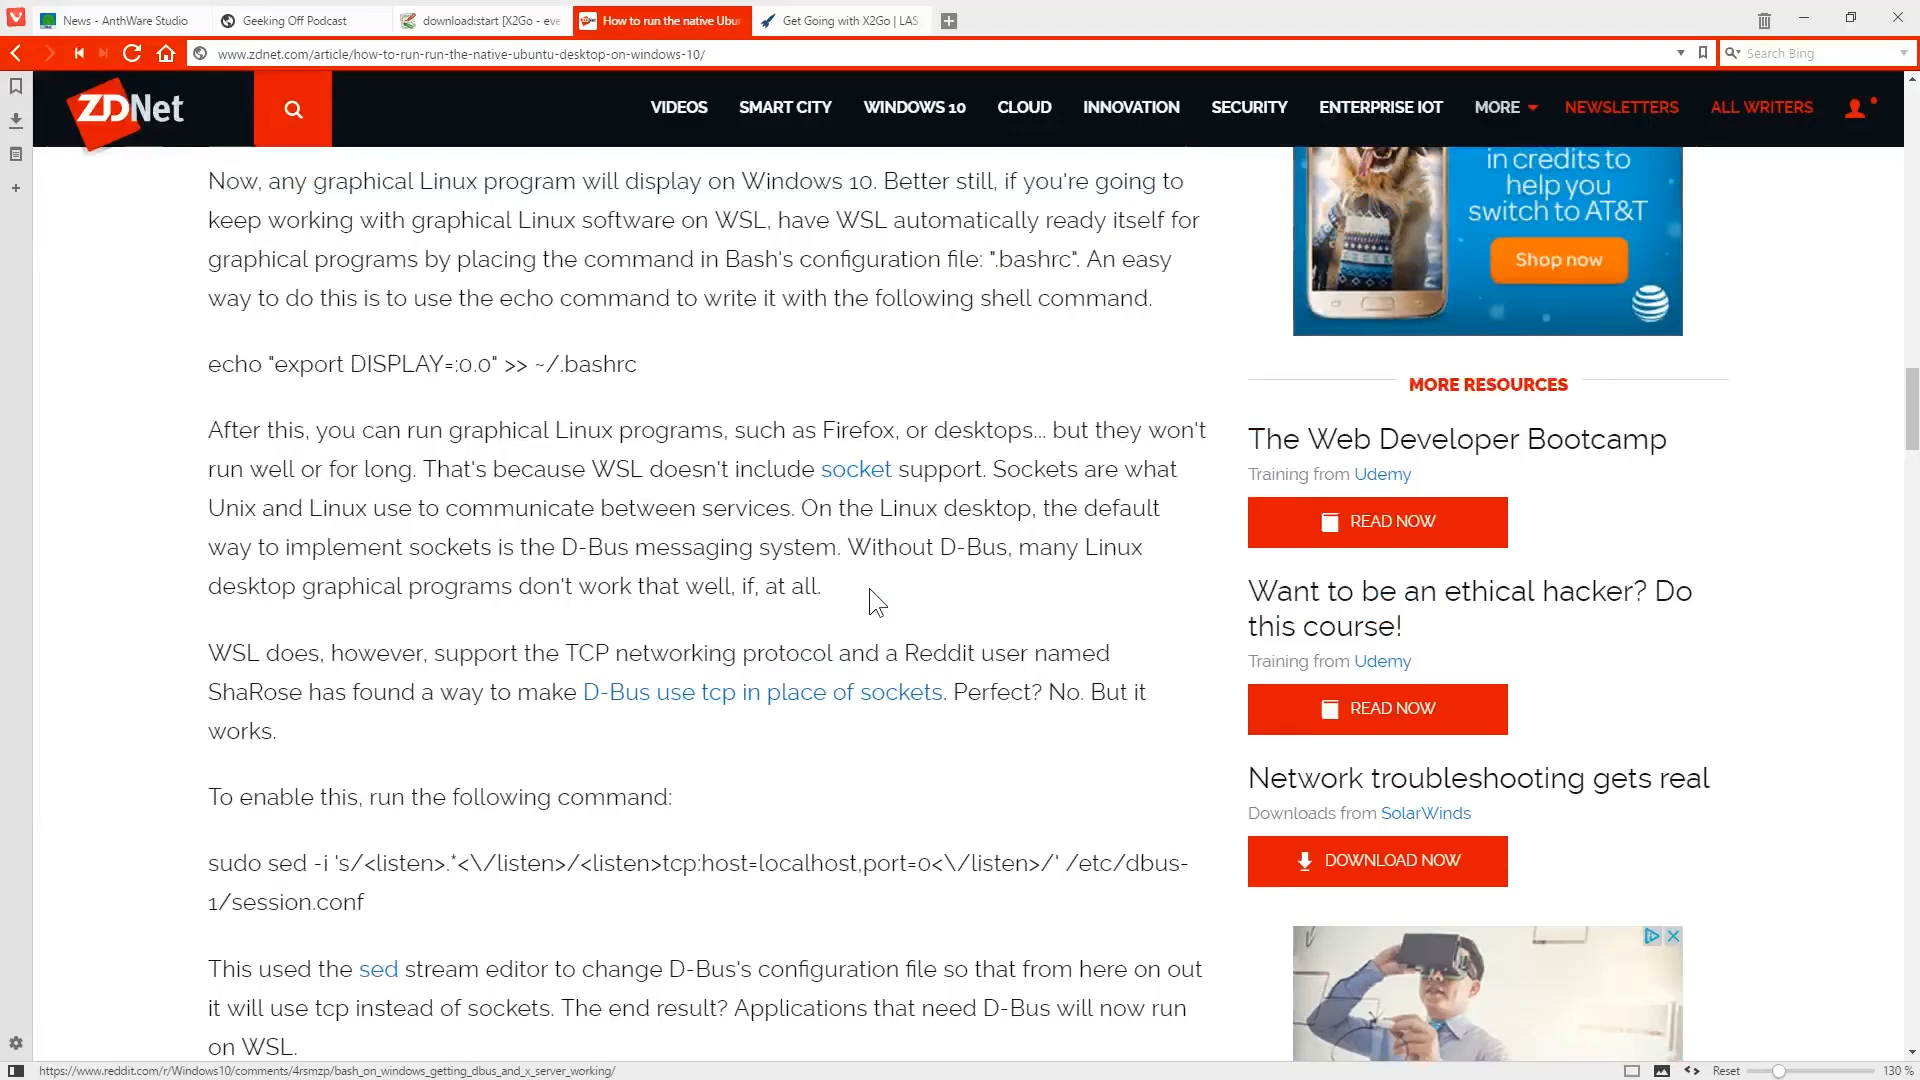 News - AnthWare Studio
Geeking Off Podcast
download:start [X2Go - eve
How to run the native Ubun
Get Going with X2Go | LAS
www.zdnet.com/article/how-to-run-run-the-native-ubuntu-desktop-on-windows-10/
Search Bing
ZDNet
VIDEOS SMART CITY WINDOWS 10 CLOUD INNOVATION SECURITY ENTERPRISE IOT MORE NEWSLETTERS ALL WRITERS
Now, any graphical Linux program will display on Windows 10. Better still, if you're going to
keep working with graphical Linux software on WSL, have WSL automatically ready itself for
graphical programs by placing the command in Bash's configuration file: ".bashrc". An easy
way to do this is to use the echo command to write it with the following shell command.
echo "export DISPLAY=:0.0" >> ~/.bashrc
After this, you can run graphical Linux programs, such as Firefox, or desktops... but they won't
run well or for long. That's because WSL doesn't include socket support. Sockets are what
Unix and Linux use to communicate between services. On the Linux desktop, the default
way to implement sockets is the D-Bus messaging system. Without D-Bus, many Linux
desktop graphical programs don't work that well, if, at all.
WSL does, however, support the TCP networking protocol and a Reddit user named
ShaRose has found a way to make D-Bus use tcp in place of sockets. Perfect? No. But it
works.
To enable this, run the following command:
sudo sed -i 's/<listen>.*<\/listen>/<listen>tcp:host=localhost,port=0<\/listen>/' /etc/dbus-
1/session.conf
This used the sed stream editor to change D-Bus's configuration file so that from here on out
it will use tcp instead of sockets. The end result? Applications that need D-Bus will now run
on WSL.
in credits to
help you
switch to AT&T
Shop now
MORE RESOURCES
The Web Developer Bootcamp
Training from Udemy
READ NOW
Want to be an ethical hacker? Do
this course!
Training from Udemy
READ NOW
Network troubleshooting gets real
Downloads from SolarWinds
DOWNLOAD NOW
https://www.reddit.com/r/Windows10/comments/4rsmzp/bash_on_windows_getting_dbus_and_x_server_working/
Reset
130 %